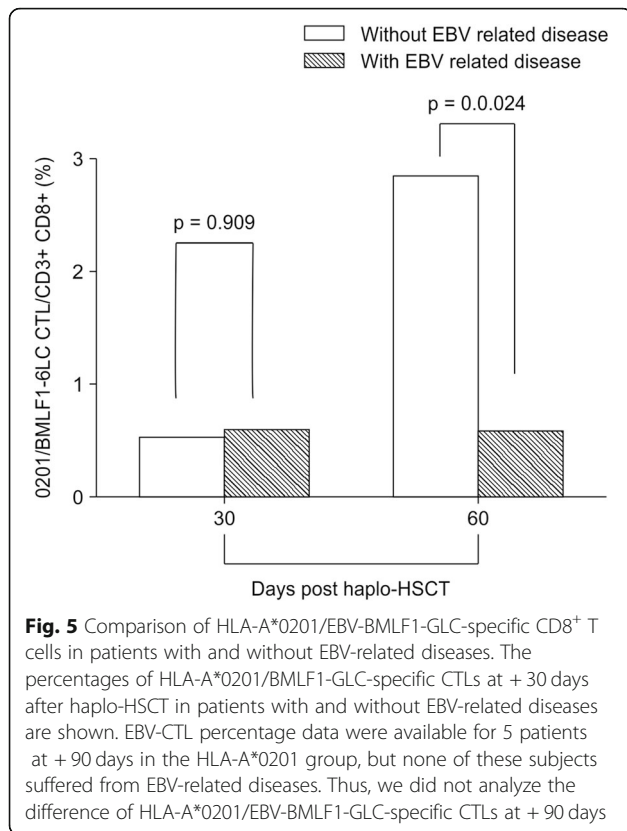 Without EBV related disease
With EBV related disease
p = 0.0.024
p = 0.909
0201/BMLF1-6LC CTL/CD3+ CD8+ (%)
3
2
1
0
30
60
Days post haplo-HSCT
Fig. 5 Comparison of HLA-A*0201/EBV-BMLF1-GLC-specific CD8⁺ T
cells in patients with and without EBV-related diseases. The
percentages of HLA-A*0201/BMLF1-GLC-specific CTLs at + 30 days
after haplo-HSCT in patients with and without EBV-related diseases
are shown. EBV-CTL percentage data were available for 5 patients
at + 90 days in the HLA-A*0201 group, but none of these subjects
suffered from EBV-related diseases. Thus, we did not analyze the
difference of HLA-A*0201/EBV-BMLF1-GLC-specific CTLs at + 90 days